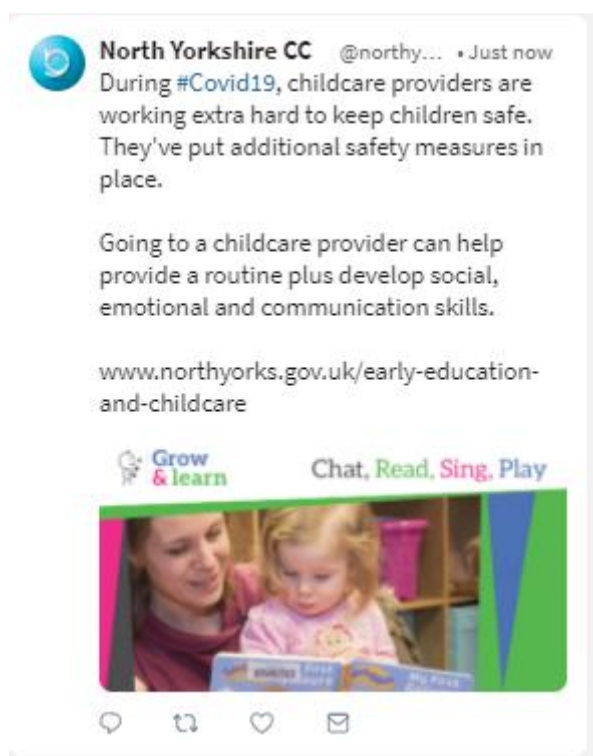 North Yorkshire CC @northy... • Just now
During #Covid19, childcare providers are
working extra hard to keep children safe.
They've put additional safety measures in
place.
Going to a childcare provider can help
provide a routine plus develop social,
emotional and communication skills.
www.northyorks.gov.uk/early-education-
and-childcare
Grow
& learn
Chat, Read, Sing, Play
First
My First